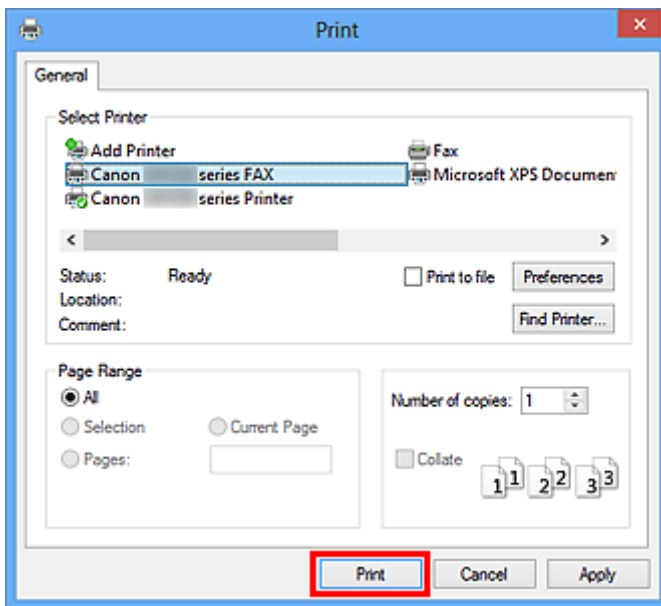 Print
General
Select Printer
Add Printer Fax
Canon series FAX Microsoft XPS Documen
Canon series Printer
Status: Ready Print to file Preferences
Location:
Comment: Find Printer...
Page Range
All Number of copies: 1
Selection Current Page
Pages: Collate
1 1 2 2 3 3
Print Cancel Apply